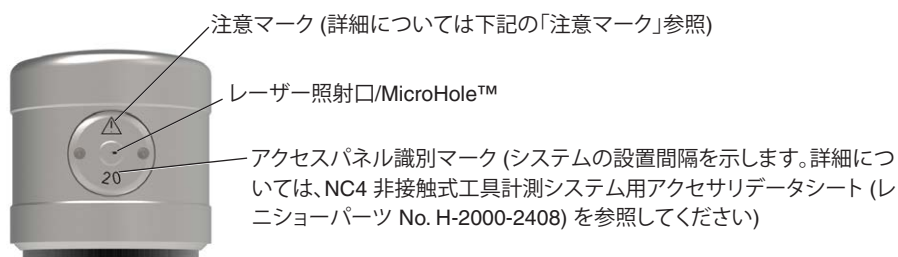 注意マーク (詳細については下記の「注意マーク」参照)
レーザー照射口/MicroHole™
アクセスパネル識別マーク (システムの設置間隔を示します。詳細につ
いては、NC4 非接触式工具計測システム用アクセサリデータシート (レ
ニショーパーツ No. H-2000-2408) を参照してください)
20